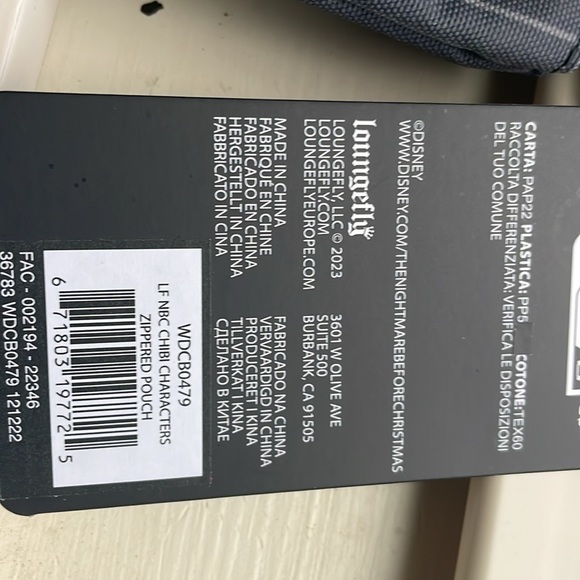 CARTA: PAP22 PLASTICA: PP5 COTONE: TEX60
RACCOLTA DIFFERENZIATA: VERIFICA LE DISPOSIZIONI
DEL TUO COMUNE
©DISNEY
WWW.DISNEY.COM/THENIGHTMAREBEFORECHRISTMAS
loungefly
LOUNGEFLY, LLC © 2023
LOUNGEFLY.COM
LOUNGEFLYEUROPE.COM
3601 W OLIVE AVE
SUITE 500
BURBANK, CA 91505
MADE IN CHINA
FABRIQUÉ EN CHINE
FABRICADO EN CHINA
HERGESTELLT IN CHINA
FABBRICATO IN CINA
FABRICADO NA CHINA
VERVAARDIGD IN CHINA
PRODUCERET I KINA
TILLVERKAT I KINA
СДЕЛАНО В КИТАЕ
WDCB0479
LF NBC CHIBI CHARACTERS
ZIPPERED POUCH
6 71803 19772 5
FAC - 002194 - 22346
36783 WDCB0479 121222